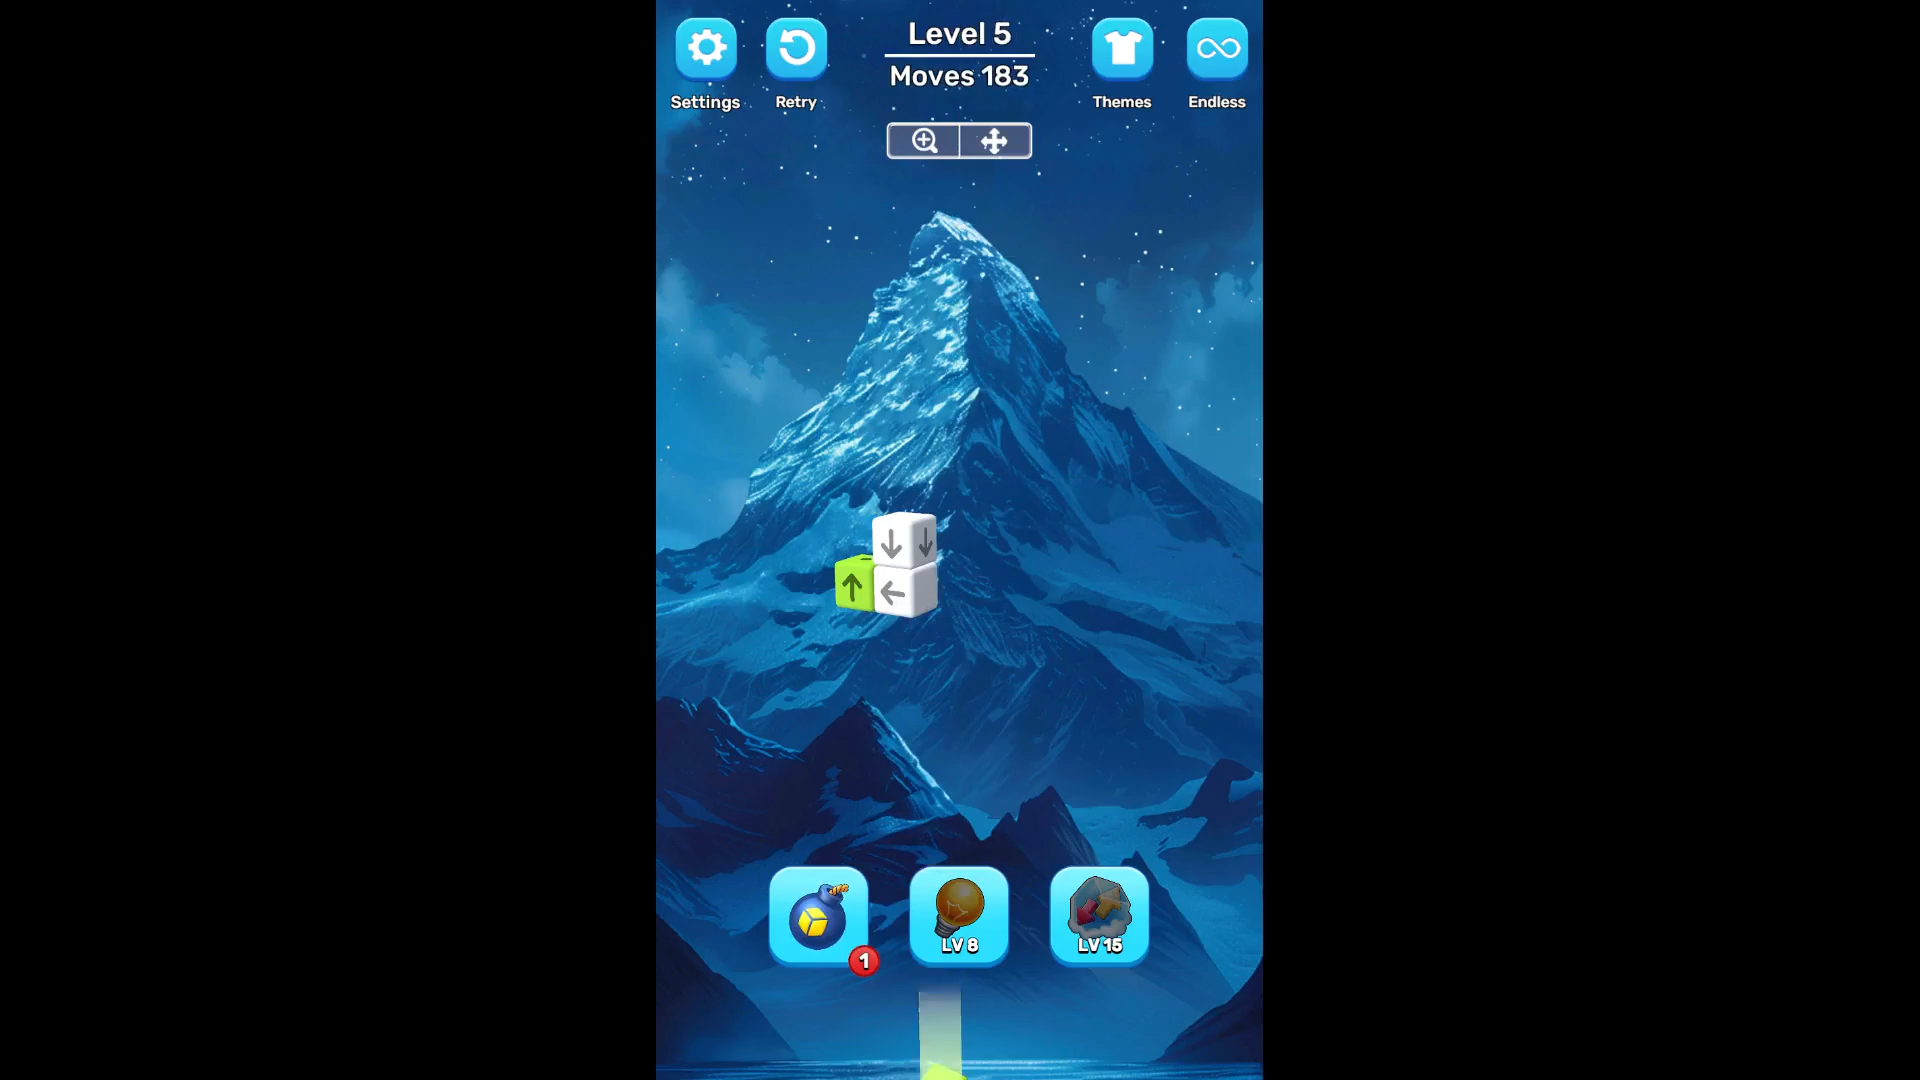 Level 5
Moves 183
Settings
Retry
Themes
Endless
1
LV 8
LV 15